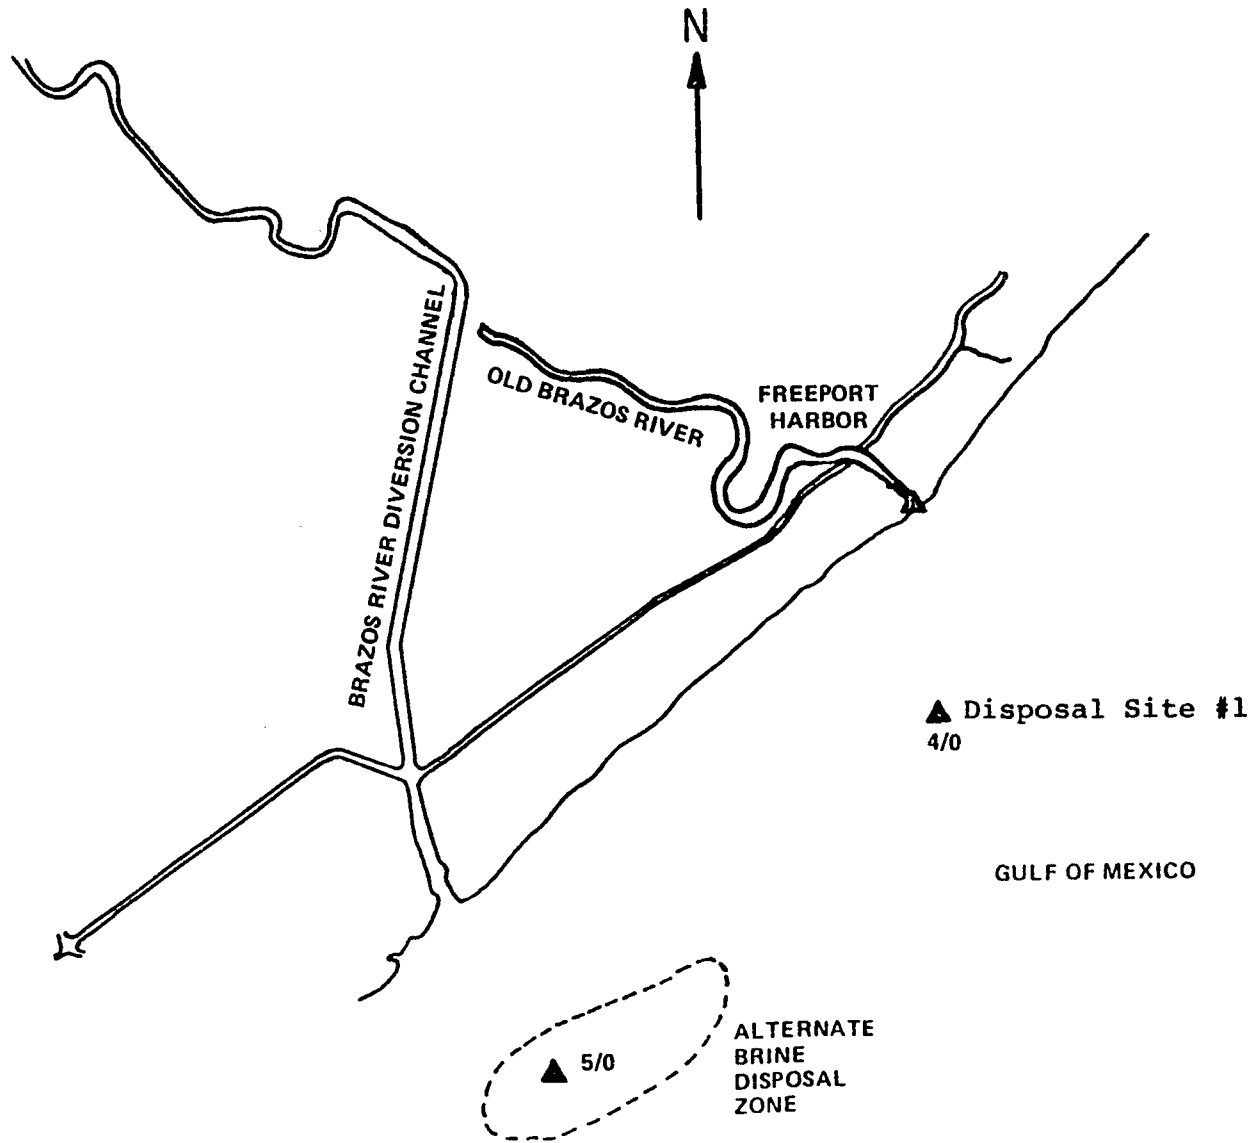 N
BRAZOS RIVER DIVERSION CHANNEL
OLD BRAZOS RIVER
FREEPORT
HARBOR
Disposal Site #1
4/0
GULF OF MEXICO
5/0
ALTERNATE
BRINE
DISPOSAL
ZONE